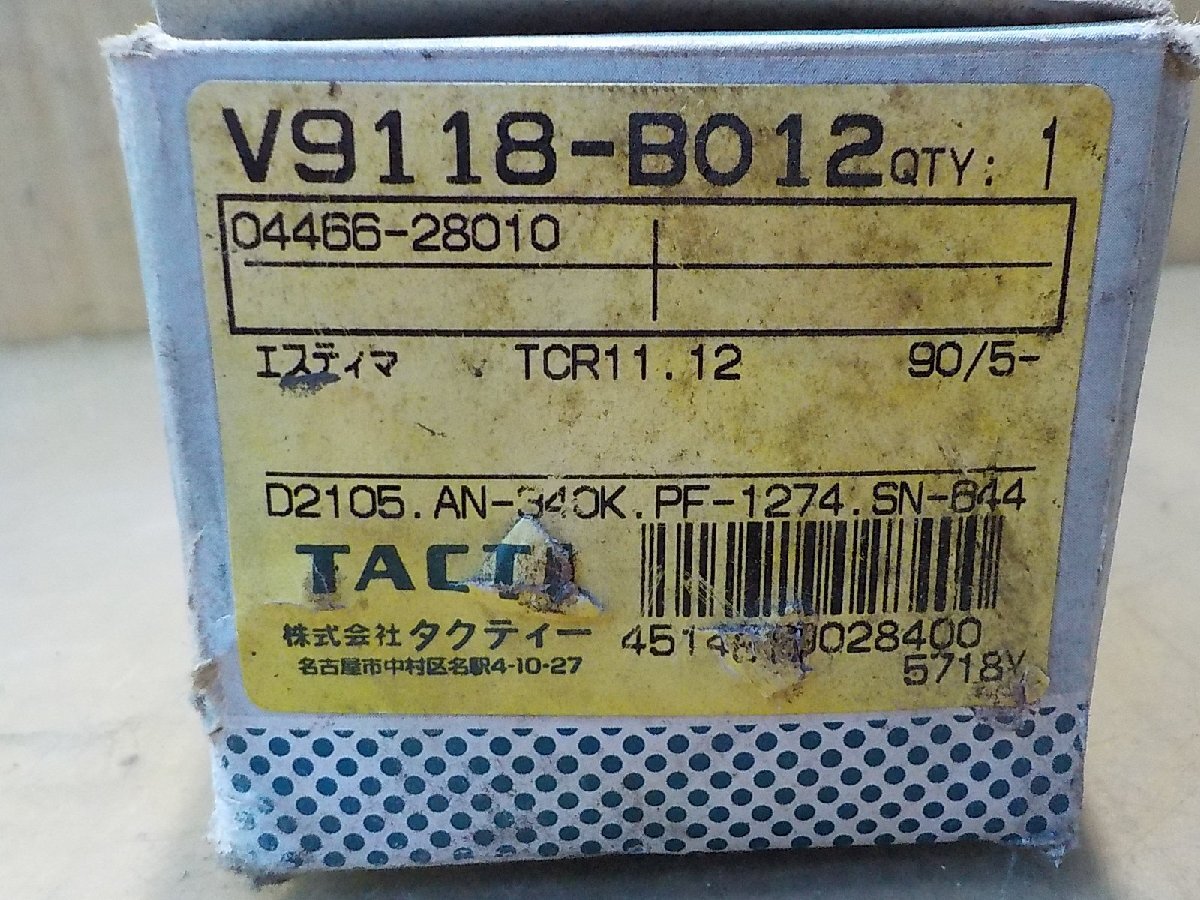 V9118-B012 QTY: 1
04466-28010
エスティマ TCR11.12 90/5-
D2105.AN-340K.PF-1274.SN-644
TACTI
株式会社 タクティー
名古屋市中村区名駅4-10-27
5718Y